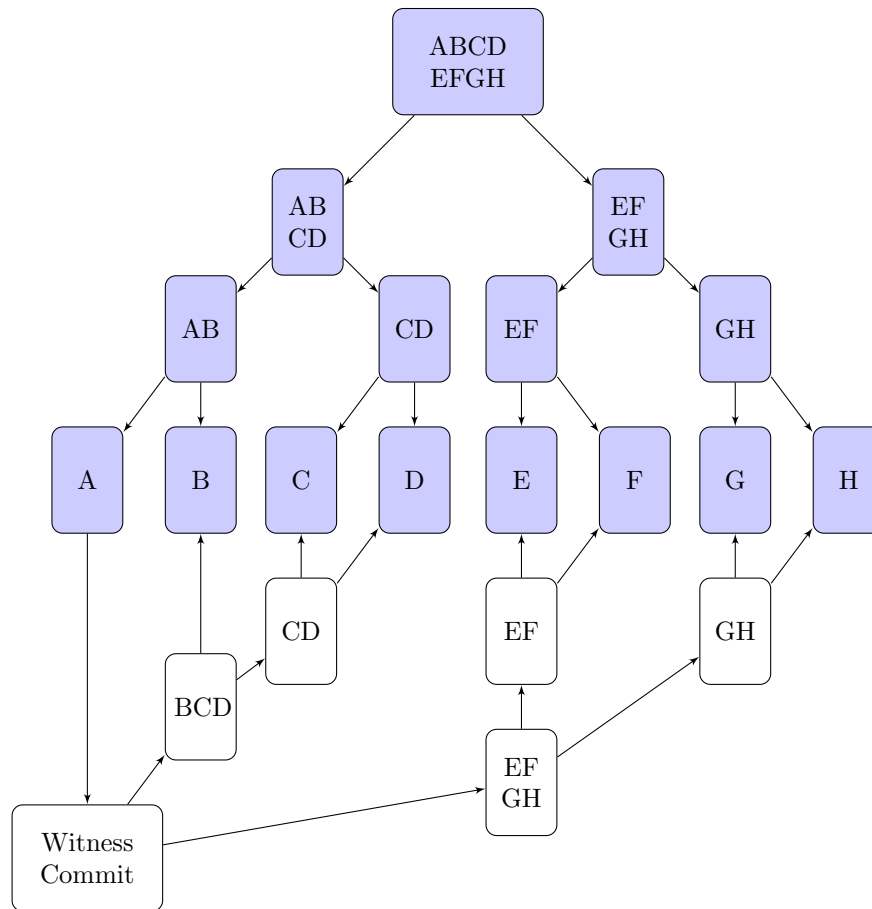 ABCD
EFGH
AB
CD
EF
GH
AB
CD
EF
GH
A
B
C
D
E
F
G
H
CD
EF
GH
BCD
EF
GH
Witness
Commit